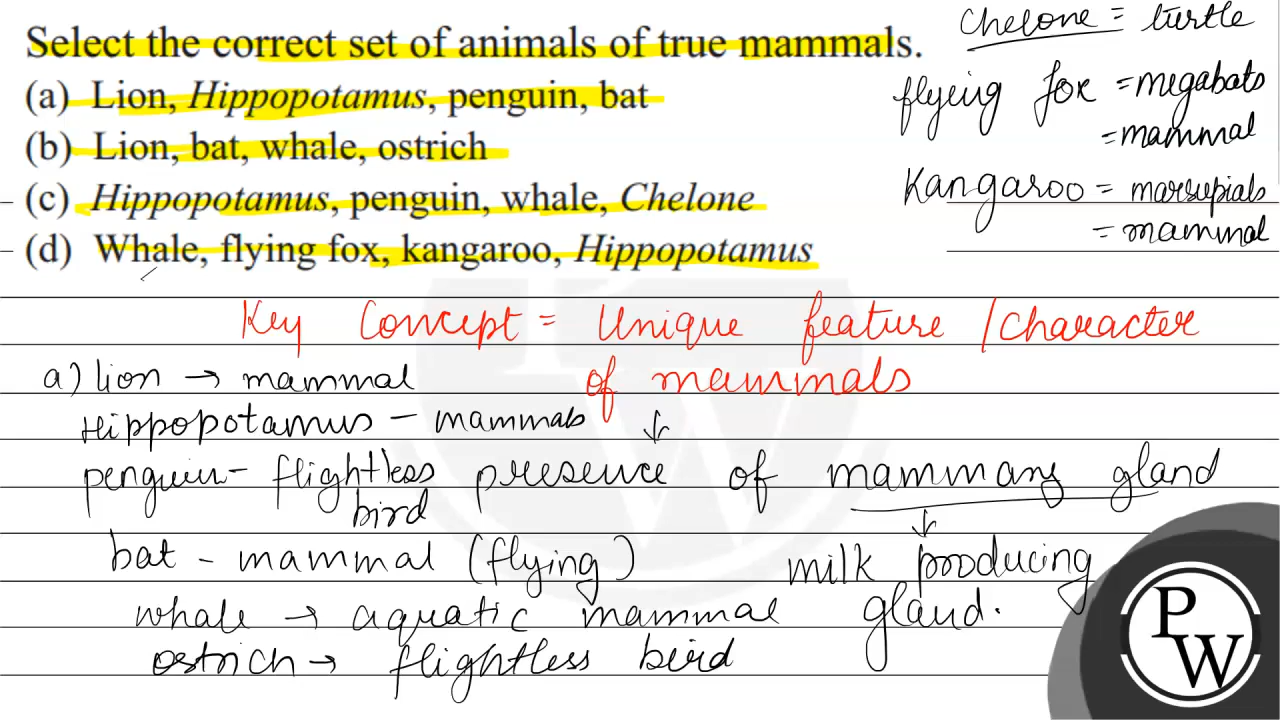 Select the correct set of animals of true mammals.
(a) Lion, Hippopotamus, penguin, bat
(b) Lion, bat, whale, ostrich
(c) Hippopotamus, penguin, whale, Chelone
(d) Whale, flying fox, kangaroo, Hippopotamus
Chelone = turtle
flyeing fox = megabats
= mammal
Kangaroo = marsupials
= mammal
Key Concept = Unique feature / character
of mammals
a) lion → mammal
Hippopotamus - mammals
penguin - flightless bird
presence of mammary gland
bat - mammal (flying)
milk producing gland.
whale → aquatic mammal
ostrich → flightless bird
P
W